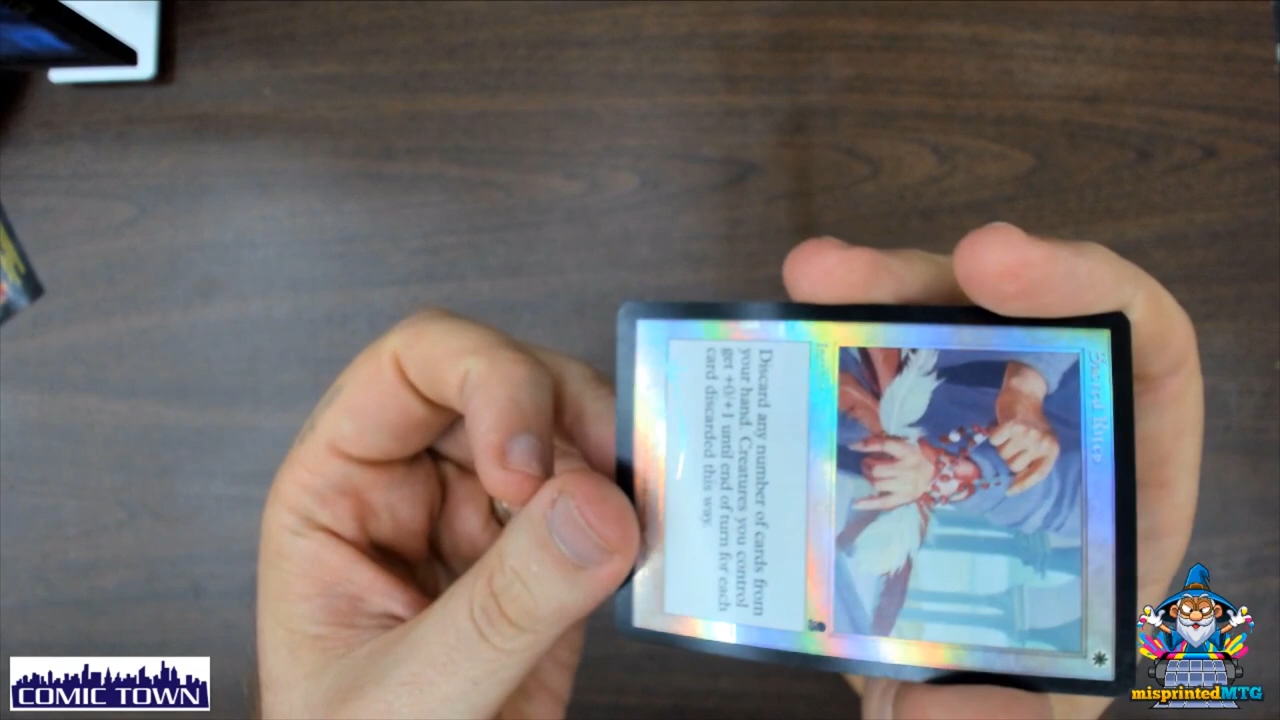 Sacred Rites
Discard any number of cards from
your hand. Creatures you control
get +0/+1 until end of turn for each
card discarded this way.
COMIC TOWN
misprintedMTG